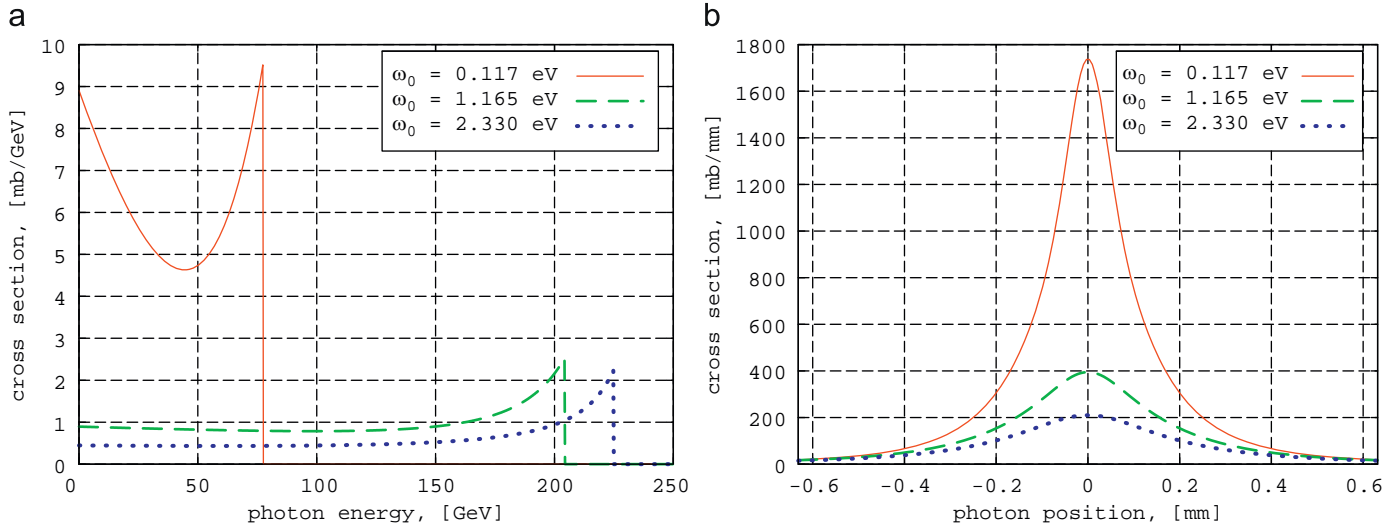 a
10
9
8
7
6
5
4
3
2
1
0
cross section, [mb/GeV]
ω0 = 0.117 eV
ω0 = 1.165 eV
ω0 = 2.330 eV
0 50 100 150 200 250
photon energy, [GeV]
b
1800
1600
1400
1200
1000
800
600
400
200
0
cross section, [mb/mm]
ω0 = 0.117 eV
ω0 = 1.165 eV
ω0 = 2.330 eV
-0.6 -0.4 -0.2 0 0.2 0.4 0.6
photon position, [mm]